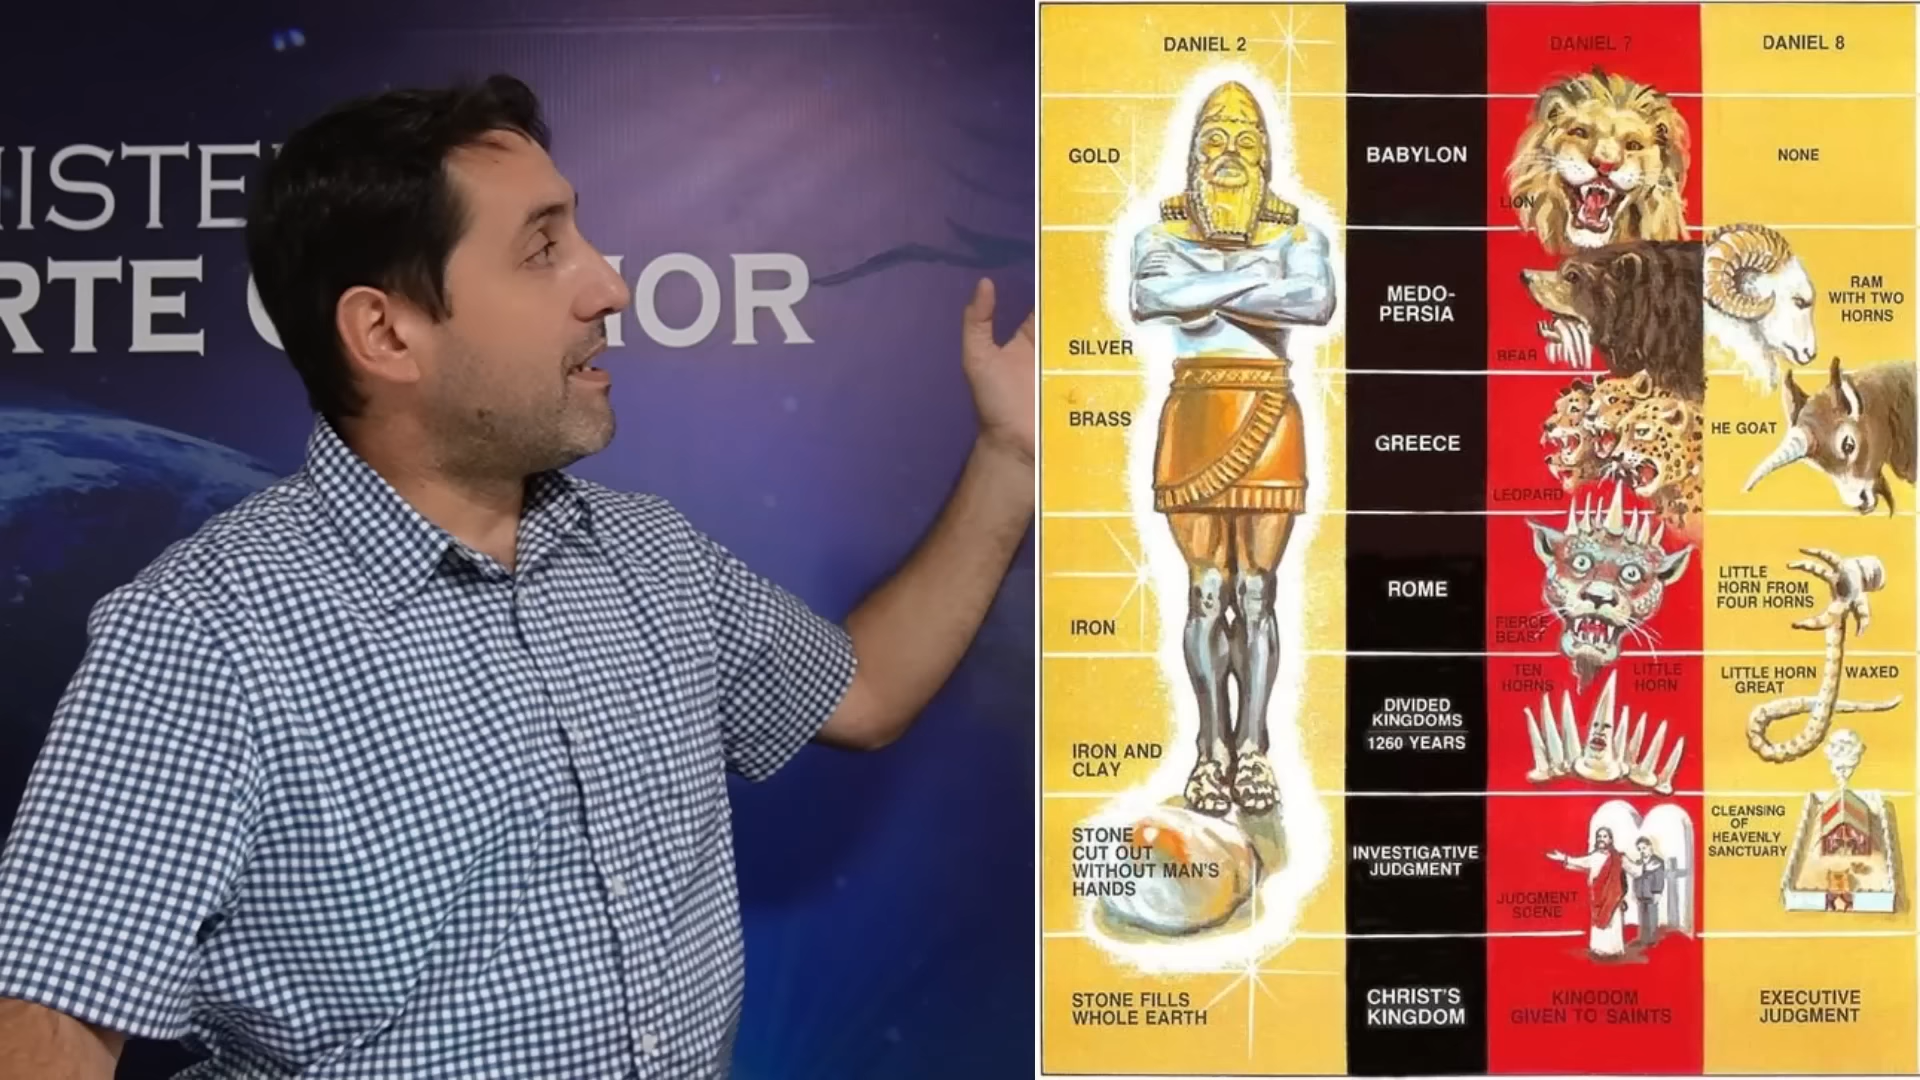 NISTE
RTE
HOR
DANIEL 2
DANIEL 7
DANIEL 8
GOLD
BABYLON
LION
NONE
SILVER
MEDO-
PERSIA
BEAR
RAM
WITH TWO
HORNS
BRASS
GREECE
LEOPARD
HE GOAT
IRON
ROME
FIERCE
BEAST
LITTLE
HORN FROM
FOUR HORNS
IRON AND
CLAY
DIVIDED
KINGDOMS
1260 YEARS
TEN
HORNS
LITTLE
HORN
LITTLE HORN WAXED
GREAT
STONE
CUT OUT
WITHOUT MAN'S
HANDS
INVESTIGATIVE
JUDGMENT
JUDGMENT
SCENE
CLEANSING
OF
HEAVENLY
SANCTUARY
STONE FILLS
WHOLE EARTH
CHRIST'S
KINGDOM
KINGDOM
GIVEN TO SAINTS
EXECUTIVE
JUDGMENT